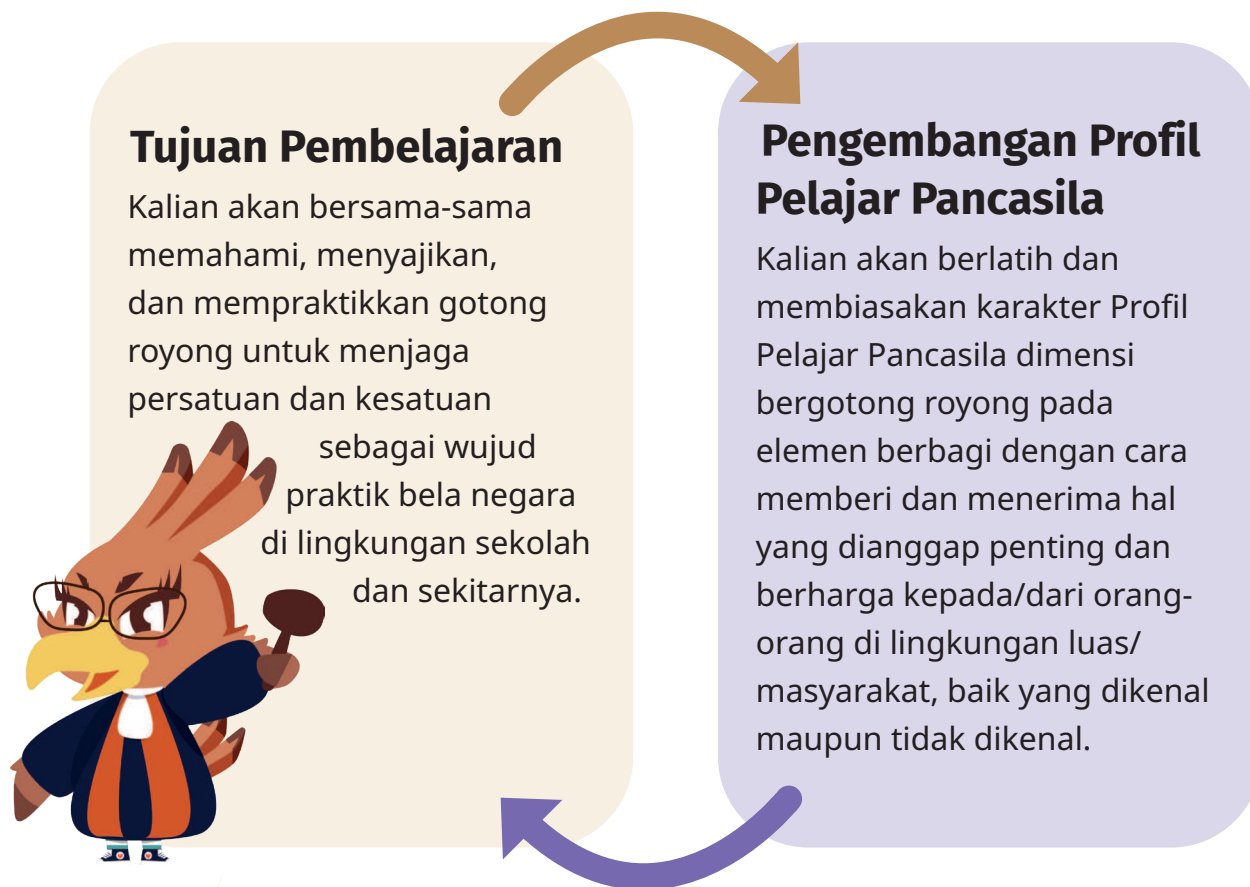 Tujuan Pembelajaran
Kalian akan bersama-sama
memahami, menyajikan,
dan mempraktikkan gotong
royong untuk menjaga
persatuan dan kesatuan
sebagai wujud
praktik bela negara
di lingkungan sekolah
dan sekitarnya.
Pengembangan Profil
Pelajar Pancasila
Kalian akan berlatih dan
membiasakan karakter Profil
Pelajar Pancasila dimensi
bergotong royong pada
elemen berbagi dengan cara
memberi dan menerima hal
yang dianggap penting dan
berharga kepada/dari orang-
orang di lingkungan luas/
masyarakat, baik yang dikenal
maupun tidak dikenal.